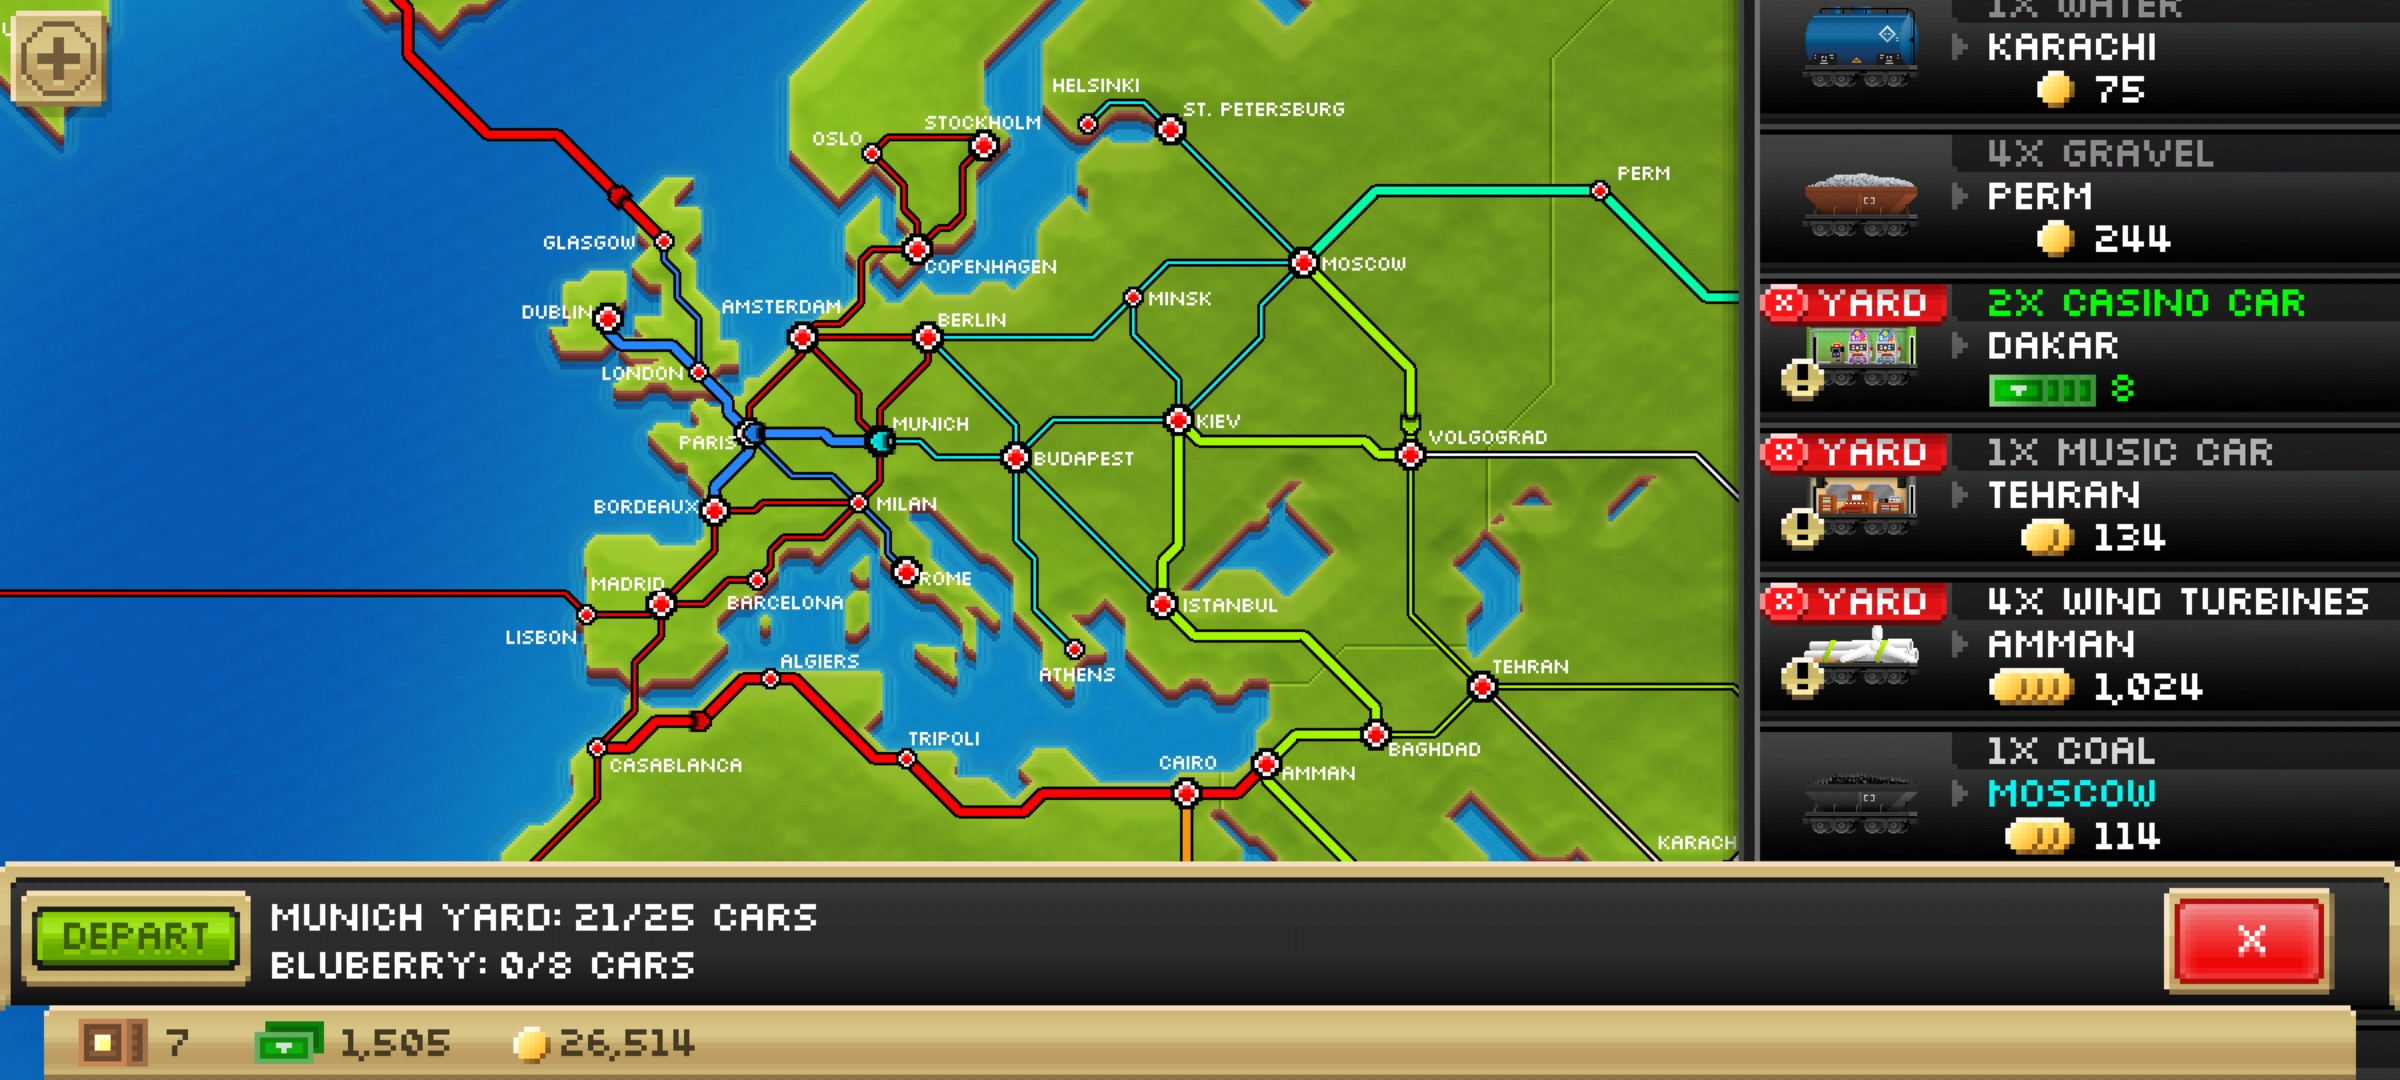 HELSINKI
ST. PETERSBURG
STOCKHOLM
OSLO
PERM
GLASGOW
COPENHAGEN
MOSCOW
DUBLIN
AMSTERDAM
MINSK
BERLIN
LONDON
MUNICH
KIEV
PARIS
BUDAPEST
VOLGOGRAD
BORDEAUX
MILAN
MADRID
ROME
BARCELONA
ISTANBUL
LISBON
ALGIERS
ATHENS
TEHRAN
TRIPOLI
CASABLANCA
CAIRO
AMMAN
BAGHDAD
KARACH
1X WATER
KARACHI
75
4X GRAVEL
PERM
244
X YARD
2X CASINO CAR
DAKAR
8
X YARD
1X MUSIC CAR
TEHRAN
134
X YARD
4X WIND TURBINES
AMMAN
1,024
1X COAL
MOSCOW
114
DEPART
MUNICH YARD: 21/25 CARS
BLUBERRY: 0/8 CARS
X
7
1,505
26,514